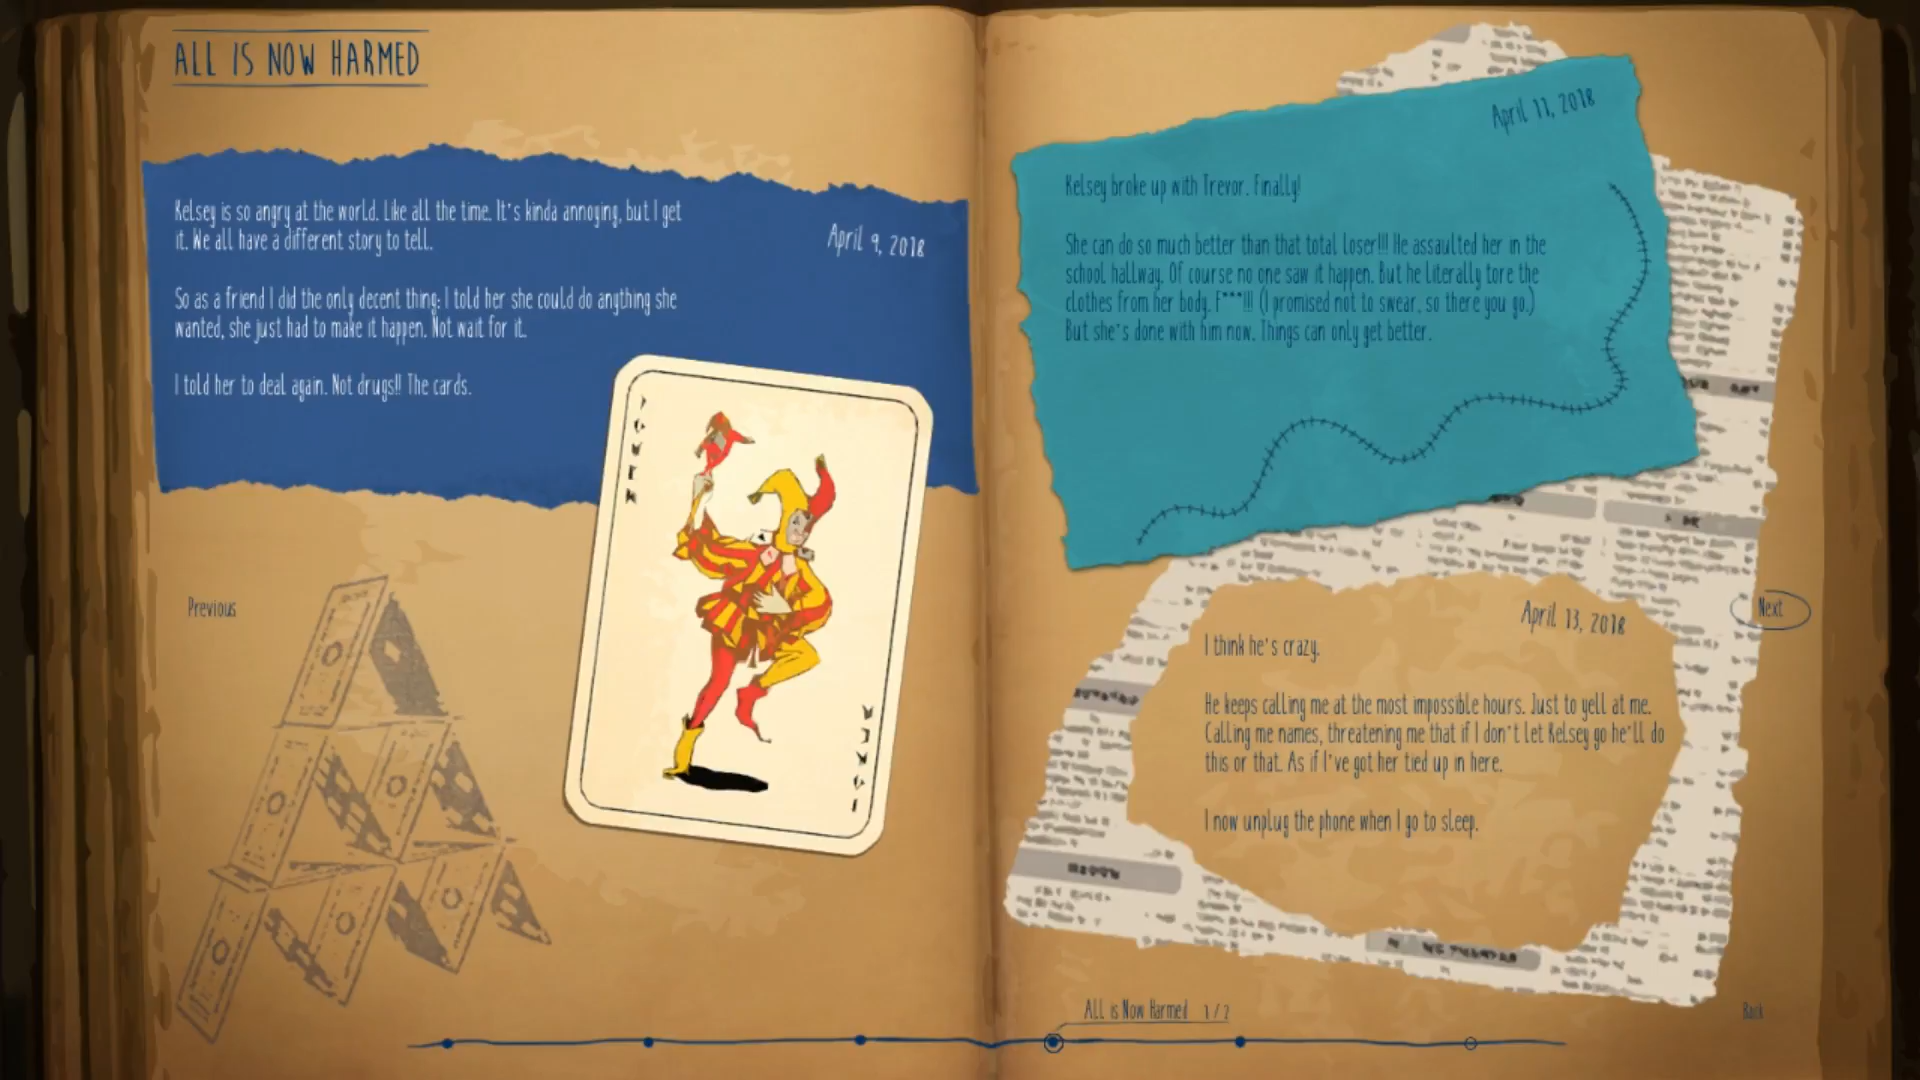 ALL IS NOW HARMED
Kelsey is so angry at the world. Like all the time. It's kinda annoying, but I get
it. We all have a different story to tell.
April 9, 2018
So as a friend I did the only decent thing: I told her she could do anything she
wanted, she just had to make it happen. Not wait for it.
I told her to deal again. Not drugs!! The cards.
JOKER
JOKER
Previous
April 11, 2018
Kelsey broke up with Trevor. Finally!
She can do so much better than that total loser!!! He assaulted her in the
school hallway. Of course no one saw it happen. But he literally tore the
clothes from her body. F***!!! (I promised not to swear, so there you go.)
But she's done with him now. Things can only get better.
April 13, 2018
I think he's crazy.
He keeps calling me at the most impossible hours. Just to yell at me.
Calling me names, threatening me that if I don't let Kelsey go he'll do
this or that. As if I've got her tied up in here.
I now unplug the phone when I go to sleep.
Next
ALL is Now Harmed 1 / 2
Back